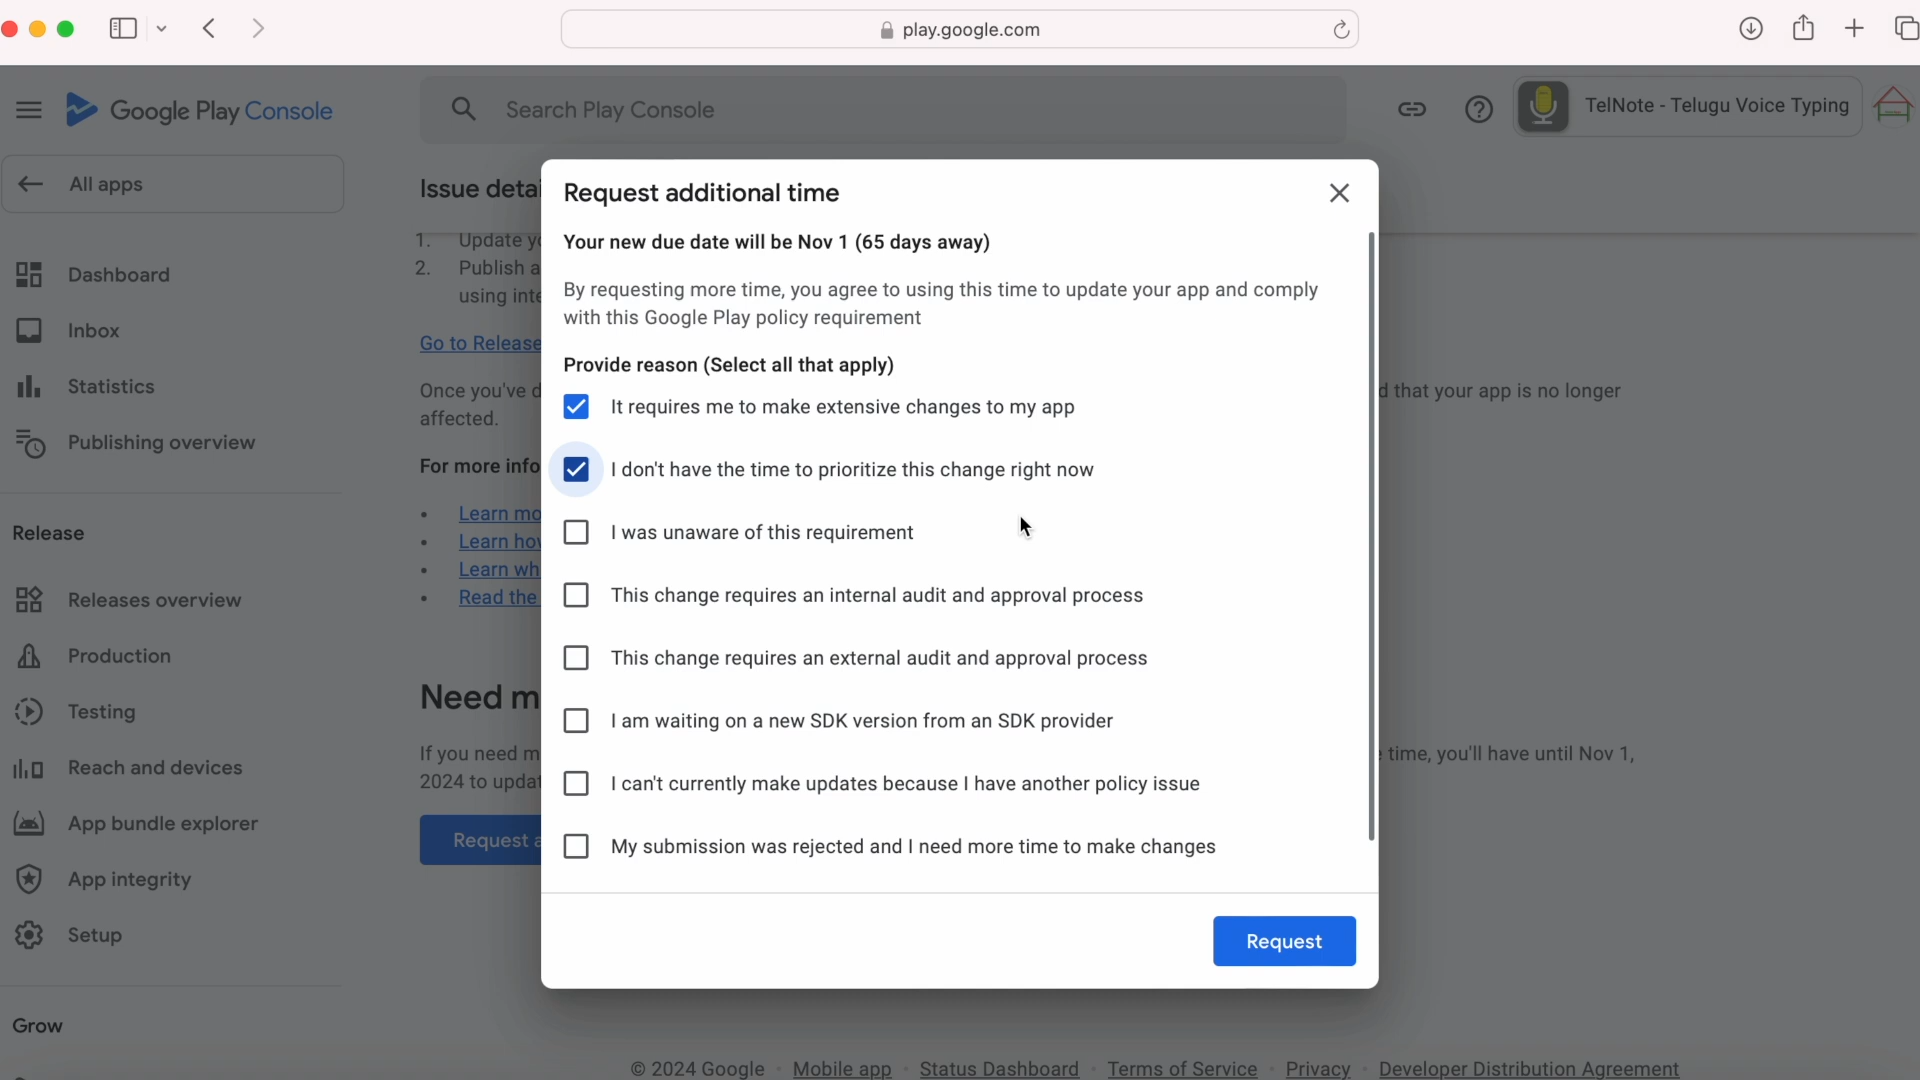 play.google.com
Google Play Console
Search Play Console
TelNote - Telugu Voice Typing
All apps
Dashboard
Inbox
Statistics
Publishing overview
Release
Releases overview
Production
Testing
Reach and devices
App bundle explorer
App integrity
Setup
Grow
Issue detai
1. Update y
2. Publish a
using inte
Go to Release
Once you've d
d that your app is no longer
affected.
For more info
• Learn mo
• Learn how
• Learn wh
• Read the
Need m
If you need m
e time, you'll have until Nov 1,
2024 to updat
Request a
Request additional time
Your new due date will be Nov 1 (65 days away)
By requesting more time, you agree to using this time to update your app and comply
with this Google Play policy requirement
Provide reason (Select all that apply)
It requires me to make extensive changes to my app
I don't have the time to prioritize this change right now
I was unaware of this requirement
This change requires an internal audit and approval process
This change requires an external audit and approval process
I am waiting on a new SDK version from an SDK provider
I can't currently make updates because I have another policy issue
My submission was rejected and I need more time to make changes
Request
© 2024 Google · Mobile app · Status Dashboard · Terms of Service · Privacy · Developer Distribution Agreement